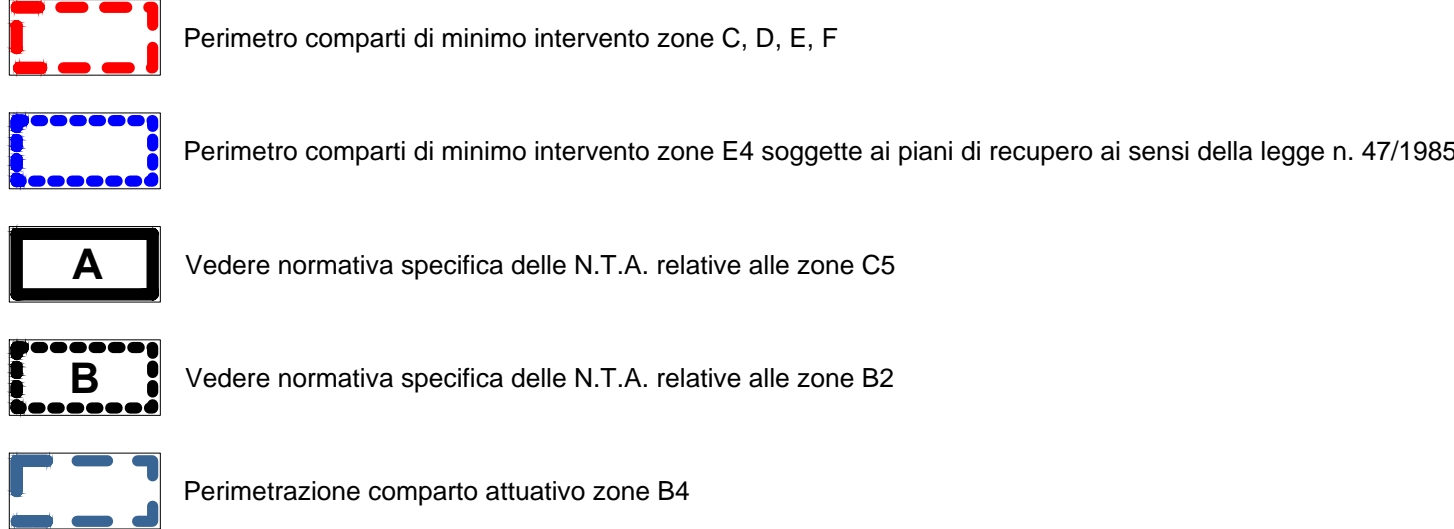 Perimetro comparti di minimo intervento zone C, D, E, F
Perimetro comparti di minimo intervento zone E4 soggette ai piani di recupero ai sensi della legge n. 47/1985
A Vedere normativa specifica delle N.T.A. relative alle zone C5
B Vedere normativa specifica delle N.T.A. relative alle zone B2
Perimetrazione comparto attuativo zone B4